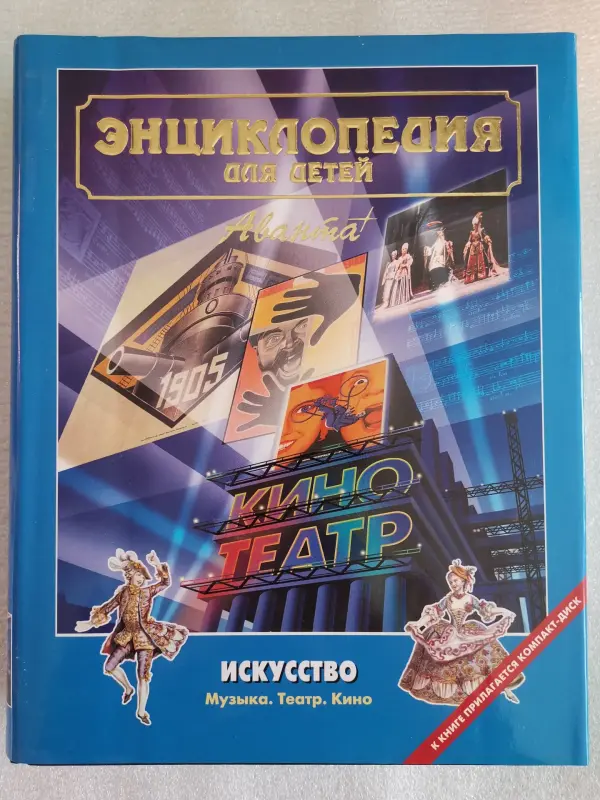 ЭНЦИКЛОПЕДИЯ
ДЛЯ ДЕТЕЙ
Аванта+
1905
КИНО
ТЕАТР
ИСКУССТВО
Музыка. Театр. Кино
К КНИГЕ ПРИЛАГАЕТСЯ КОМПАКТ-ДИСК